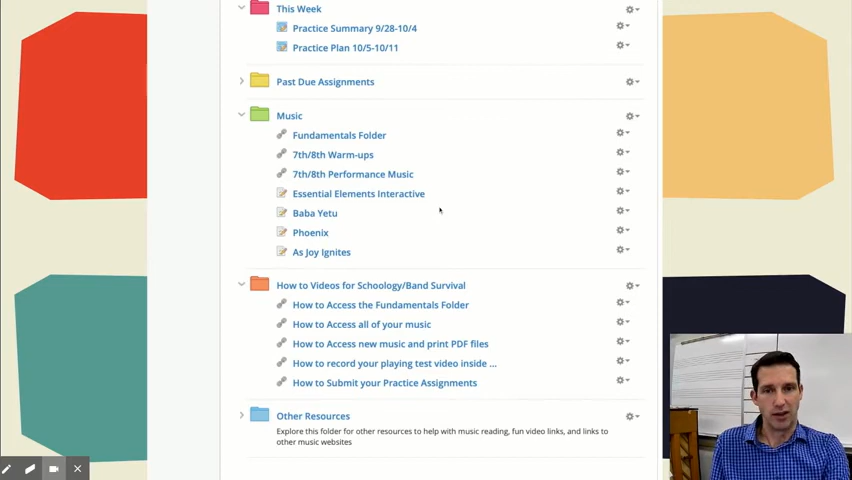 This Week
Practice Summary 9/28-10/4
Practice Plan 10/5-10/11
Past Due Assignments
Music
Fundamentals Folder
7th/8th Warm-ups
7th/8th Performance Music
Essential Elements Interactive
Baba Yetu
Phoenix
As Joy Ignites
How to Videos for Schoology/Band Survival
How to Access the Fundamentals Folder
How to Access all of your music
How to Access new music and print PDF files
How to record your playing test video inside ...
How to Submit your Practice Assignments
Other Resources
Explore this folder for other resources to help with music reading, fun video links, and links to
other music websites